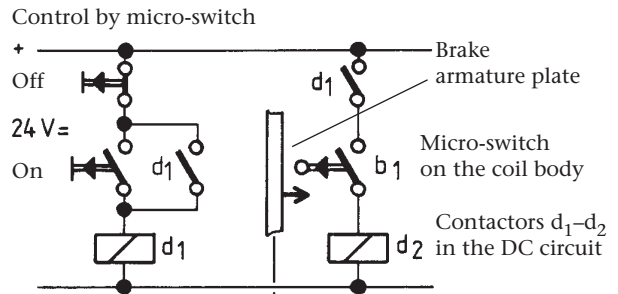 Control by micro-switch
+
Brake
armature plate
Off
d1
24 V=
On
d1
b1
Micro-switch
on the coil body
d1
d2
Contactors d₁–d₂
in the DC circuit